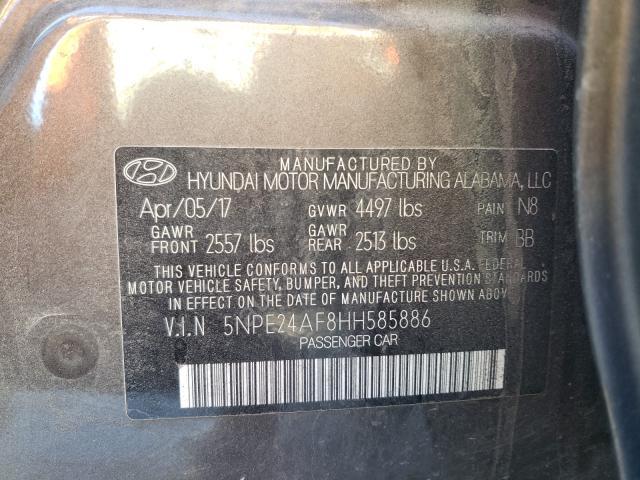 MANUFACTURED BY
HYUNDAI MOTOR MANUFACTURING ALABAMA, LLC
Apr/05/17 GVWR 4497 lbs PAIN N8
GAWR FRONT 2557 lbs GAWR REAR 2513 lbs TRIM BB
THIS VEHICLE CONFORMS TO ALL APPLICABLE U.S.A. FEDERAL
MOTOR VEHICLE SAFETY, BUMPER, AND THEFT PREVENTION STANDARDS
IN EFFECT ON THE DATE OF MANUFACTURE SHOWN ABOVE
V.I.N 5NPE24AF8HH585886
PASSENGER CAR